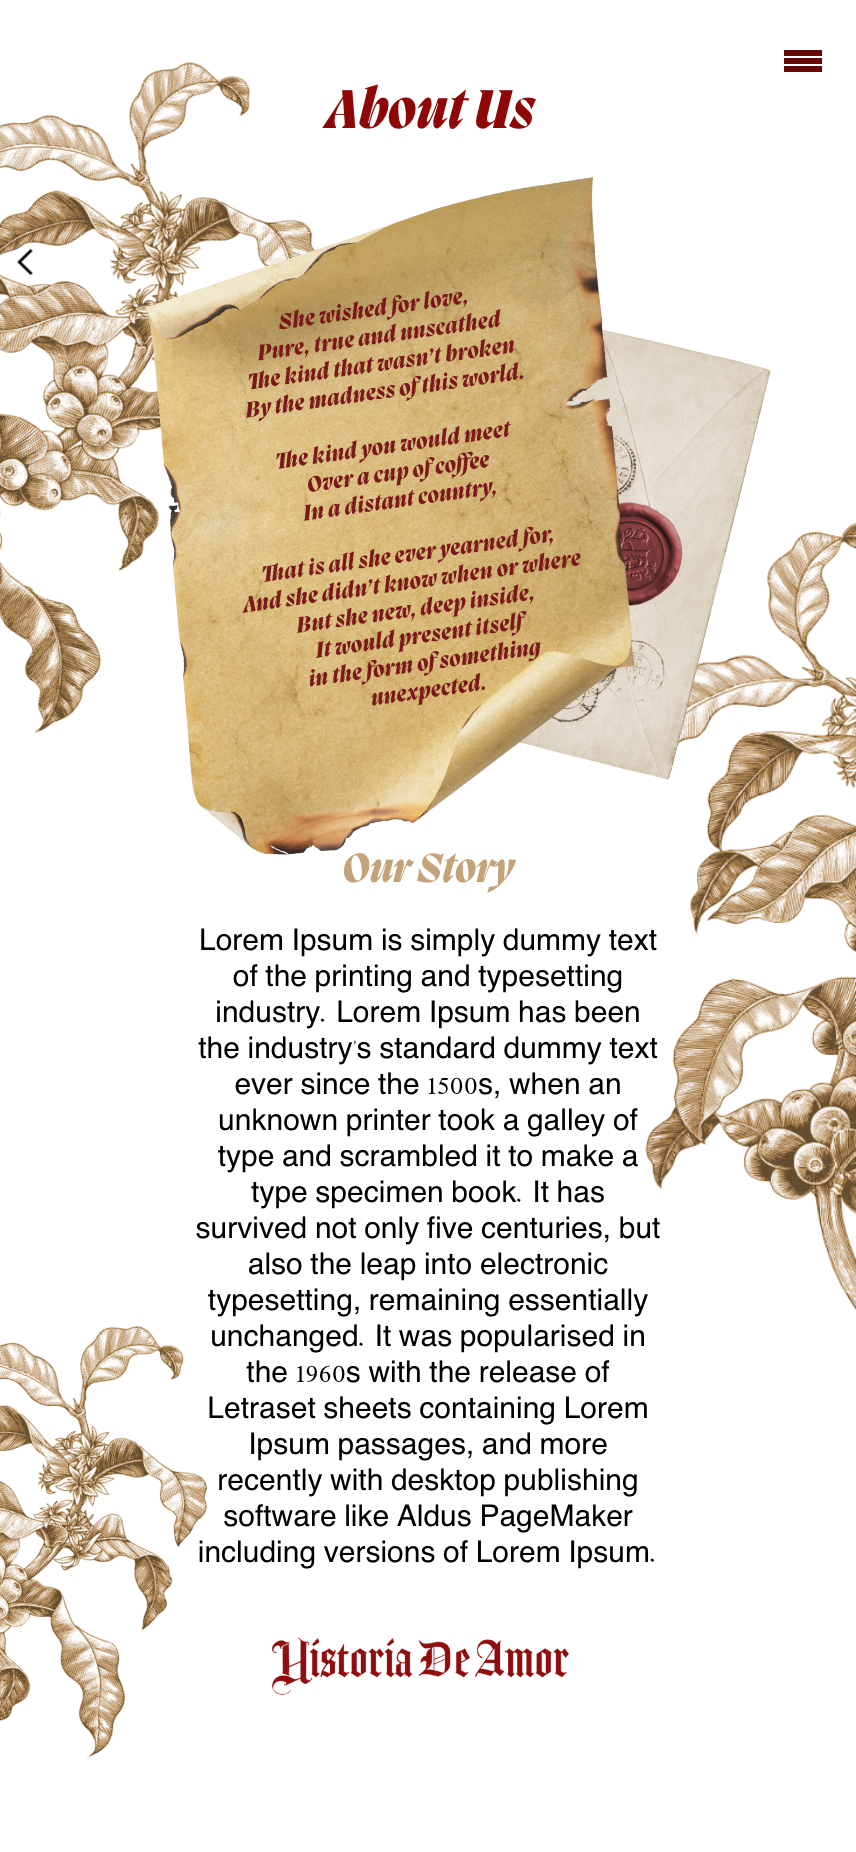 About Us
She wished for love,
Pure, true and unscathed
The kind that wasn't broken
By the madness of this world.
The kind you would meet
Over a cup of coffee
In a distant country,
That is all she ever yearned for,
And she didn't know when or where
But she new, deep inside,
It would present itself
in the form of something
unexpected.
Our Story
Lorem Ipsum is simply dummy text
of the printing and typesetting
industry. Lorem Ipsum has been
the industry's standard dummy text
ever since the 1500s, when an
unknown printer took a galley of
type and scrambled it to make a
type specimen book. It has
survived not only five centuries, but
also the leap into electronic
typesetting, remaining essentially
unchanged. It was popularised in
the 1960s with the release of
Letraset sheets containing Lorem
Ipsum passages, and more
recently with desktop publishing
software like Aldus PageMaker
including versions of Lorem Ipsum.
Historia De Amor